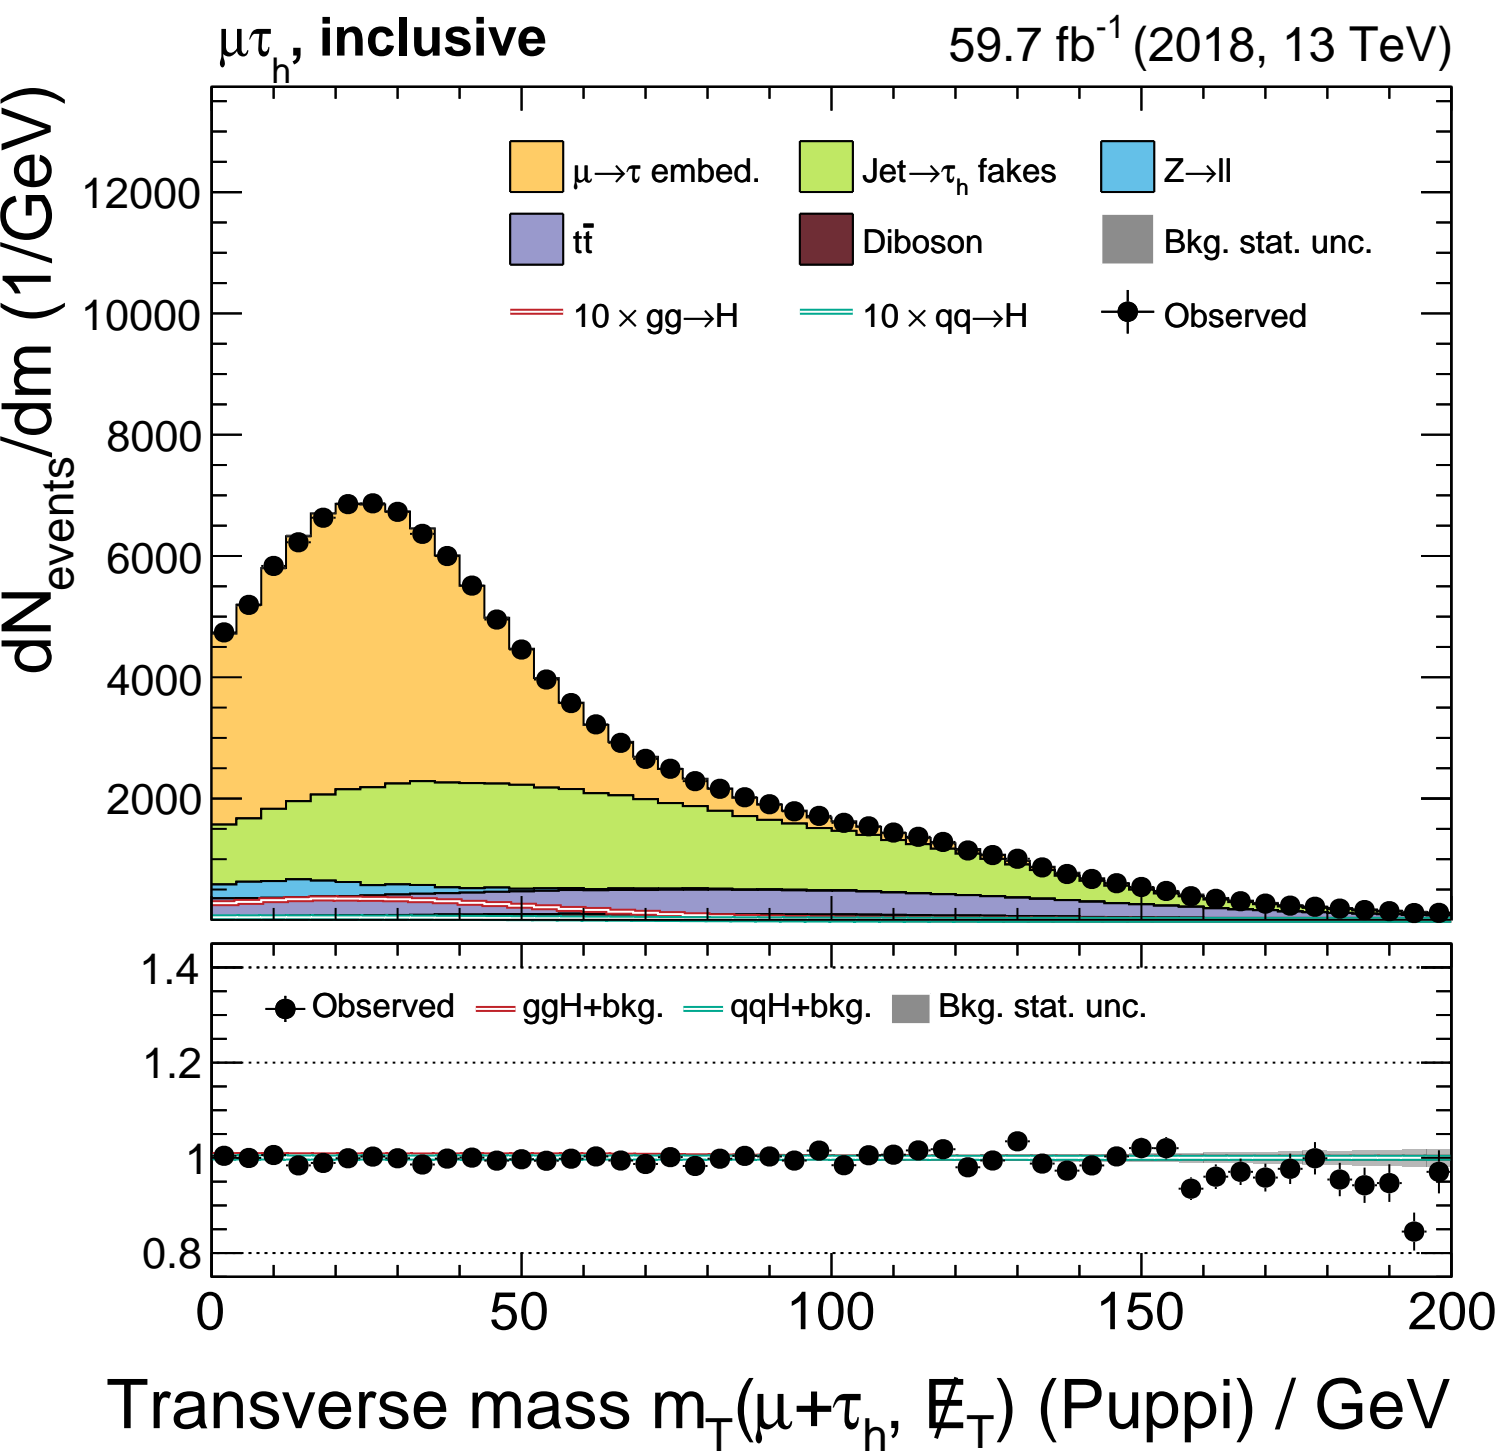 μτh, inclusive
59.7 fb-1 (2018, 13 TeV)
dNevents/dm (1/GeV)
12000
10000
8000
6000
4000
2000
μ→τ embed.
Jet→τh fakes
Z→ll
tt̄
Diboson
Bkg. stat. unc.
10 × gg→H
10 × qq→H
Observed
1.4
1.2
1
0.8
Observed
ggH+bkg.
qqH+bkg.
Bkg. stat. unc.
0
50
100
150
200
Transverse mass mT(μ+τh, E̸T) (Puppi) / GeV